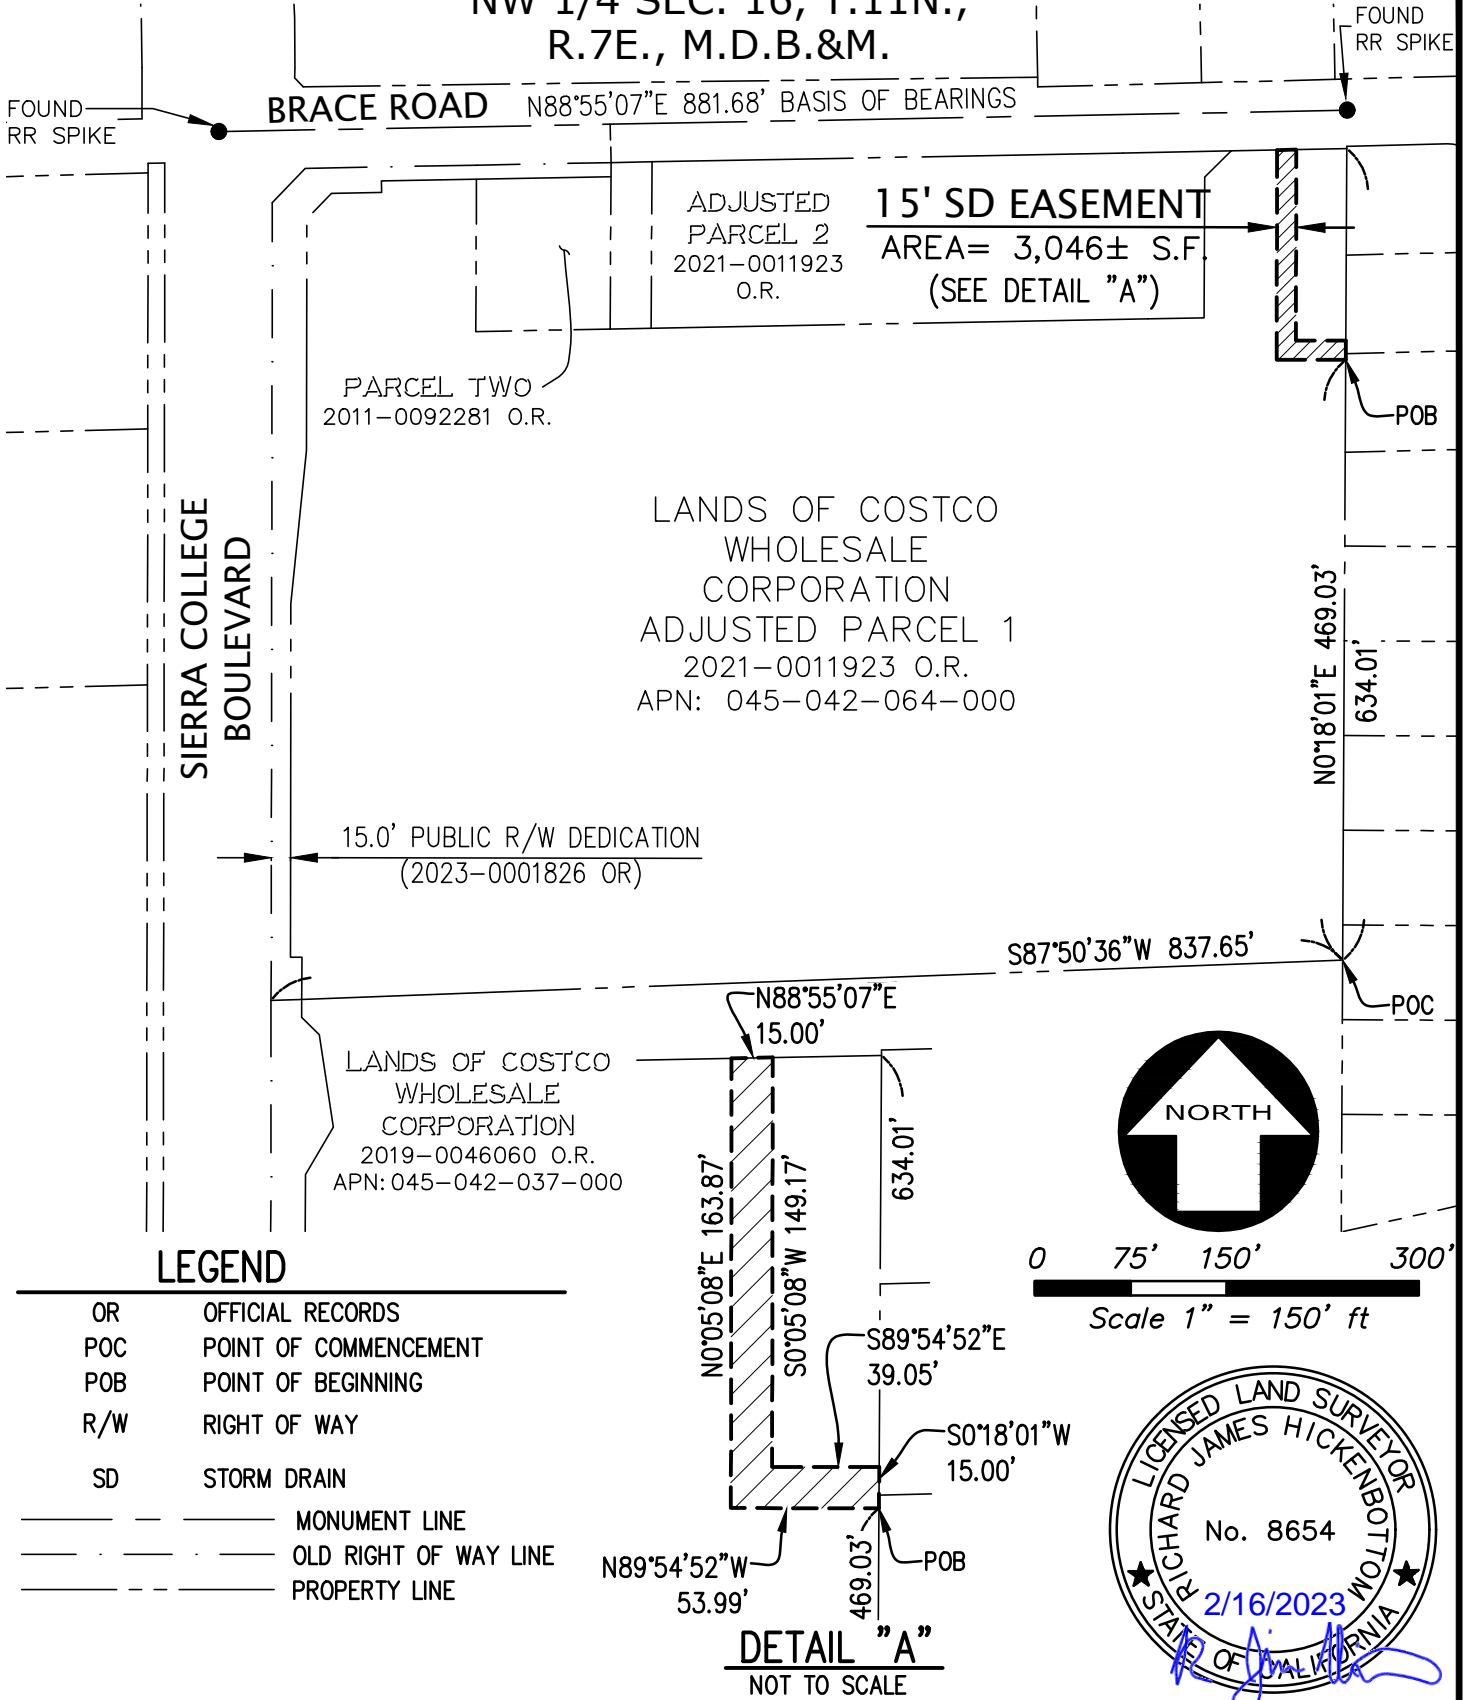 NW 1/4 SEC. 16, T.11N.,
R.7E., M.D.B.&M.
FOUND
RR SPIKE
FOUND
RR SPIKE
BRACE ROAD
N88°55'07"E 881.68' BASIS OF BEARINGS
ADJUSTED
PARCEL 2
2021-0011923
O.R.
15' SD EASEMENT
AREA= 3,046± S.F.
(SEE DETAIL "A")
PARCEL TWO
2011-0092281 O.R.
POB
SIERRA COLLEGE
BOULEVARD
LANDS OF COSTCO
WHOLESALE
CORPORATION
ADJUSTED PARCEL 1
2021-0011923 O.R.
APN: 045-042-064-000
N0°18'01"E 469.03'
634.01'
15.0' PUBLIC R/W DEDICATION
(2023-0001826 OR)
S87°50'36"W 837.65'
POC
LANDS OF COSTCO
WHOLESALE
CORPORATION
2019-0046060 O.R.
APN: 045-042-037-000
N88°55'07"E
15.00'
N0°05'08"E 163.87'
S0°05'08"W 149.17'
634.01'
S89°54'52"E
39.05'
S0°18'01"W
15.00'
N89°54'52"W
53.99'
469.03'
POB
DETAIL "A"
NOT TO SCALE
NORTH
0 75' 150' 300'
Scale 1" = 150' ft
LEGEND
OR OFFICIAL RECORDS
POC POINT OF COMMENCEMENT
POB POINT OF BEGINNING
R/W RIGHT OF WAY
SD STORM DRAIN
MONUMENT LINE
OLD RIGHT OF WAY LINE
PROPERTY LINE
LICENSED LAND SURVEYOR
RICHARD JAMES HICKENBOTTOM
No. 8654
2/16/2023
STATE OF CALIFORNIA